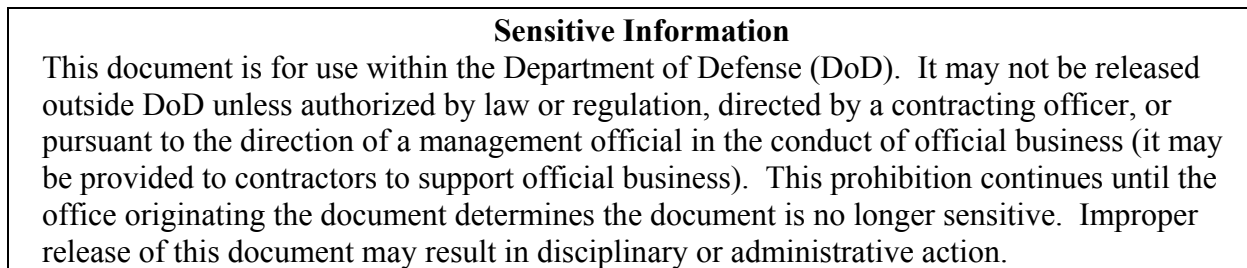 Sensitive Information
This document is for use within the Department of Defense (DoD).  It may not be released
outside DoD unless authorized by law or regulation, directed by a contracting officer, or
pursuant to the direction of a management official in the conduct of official business (it may
be provided to contractors to support official business).  This prohibition continues until the
office originating the document determines the document is no longer sensitive.  Improper
release of this document may result in disciplinary or administrative action.